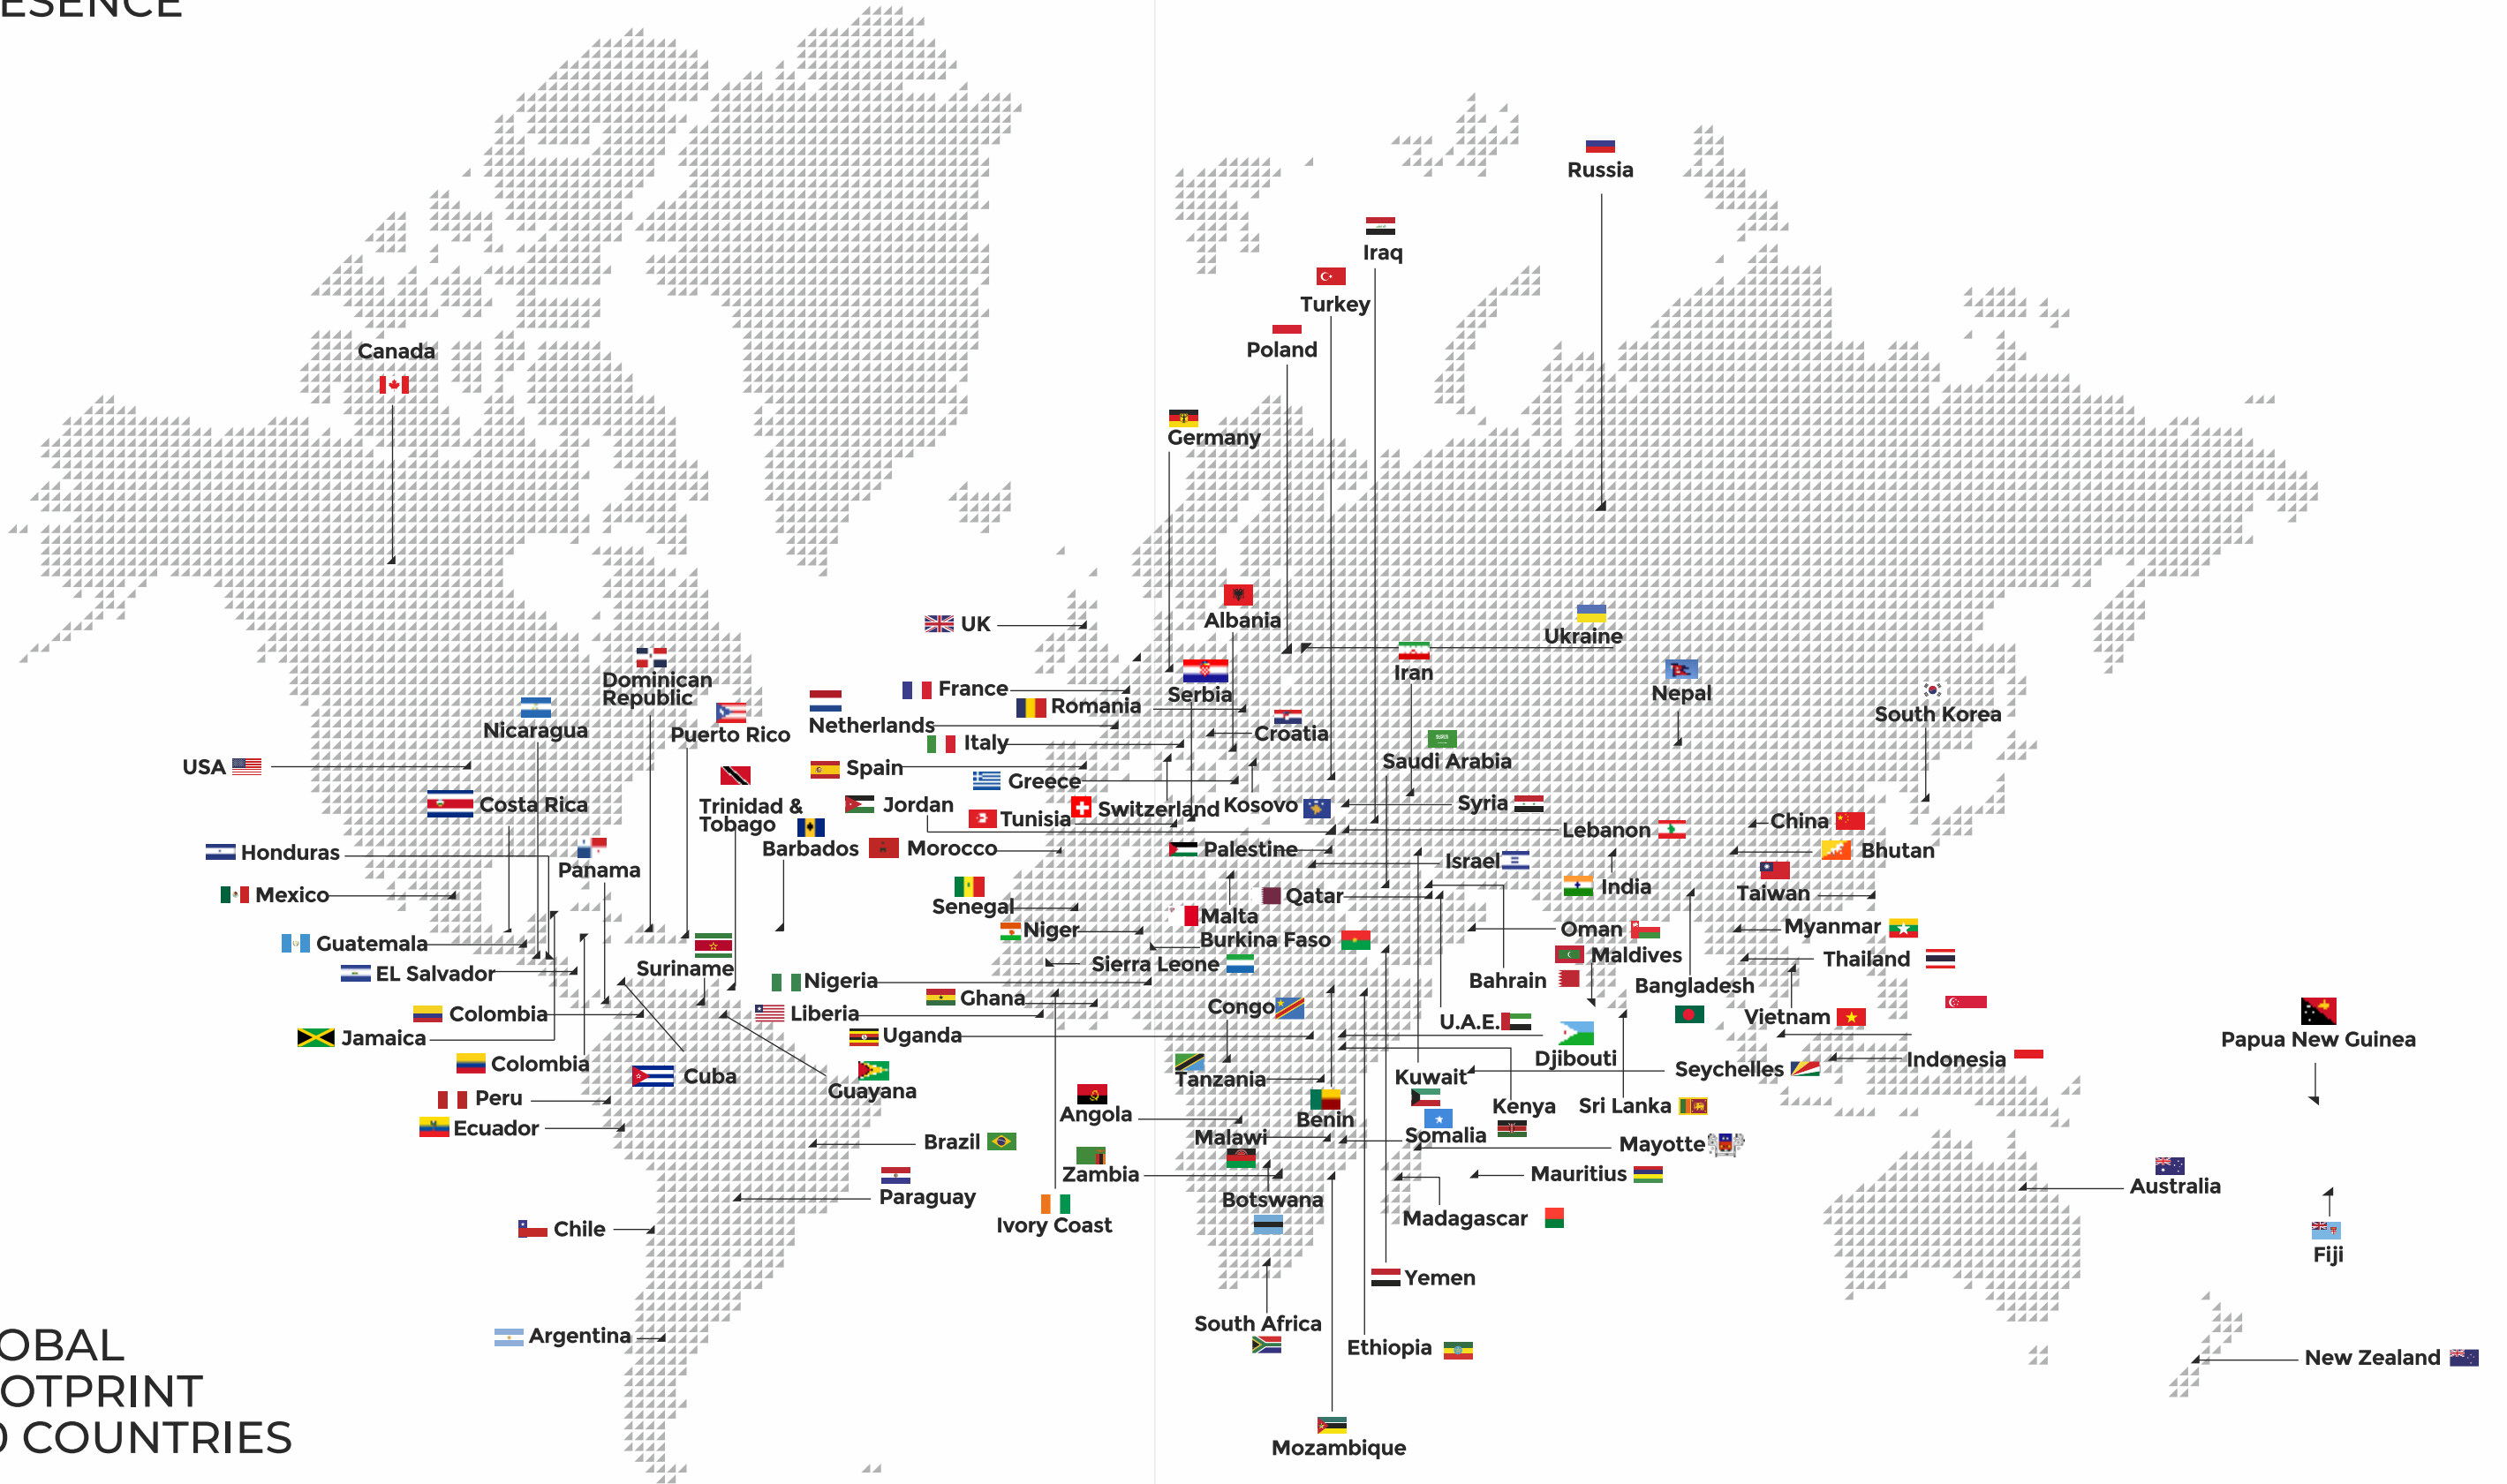 ESENCE
Russia
Iraq
Turkey
Poland
Canada
Germany
Albania
UK
Ukraine
Iran
Dominican
Republic
France
Serbia
Nepal
Romania
South Korea
Nicaragua
Puerto Rico
Netherlands
Croatia
Italy
Saudi Arabia
USA
Spain
Greece
Costa Rica
Trinidad &
Tobago
Jordan
Tunisia
Switzerland
Kosovo
Syria
China
Lebanon
Honduras
Barbados
Morocco
Palestine
Israel
Bhutan
Panama
India
Mexico
Senegal
Qatar
Taiwan
Malta
Niger
Burkina Faso
Oman
Myanmar
Guatemala
EL Salvador
Suriname
Sierra Leone
Maldives
Thailand
Nigeria
Bahrain
Bangladesh
Ghana
Colombia
Liberia
Congo
U.A.E.
Vietnam
Jamaica
Uganda
Papua New Guinea
Colombia
Djibouti
Indonesia
Cuba
Guayana
Tanzania
Kuwait
Seychelles
Peru
Angola
Benin
Kenya
Sri Lanka
Ecuador
Brazil
Malawi
Somalia
Mayotte
Zambia
Mauritius
Paraguay
Botswana
Australia
Chile
Ivory Coast
Madagascar
Fiji
Yemen
South Africa
Argentina
Ethiopia
New Zealand
OBAL
OTPRINT
COUNTRIES
Mozambique